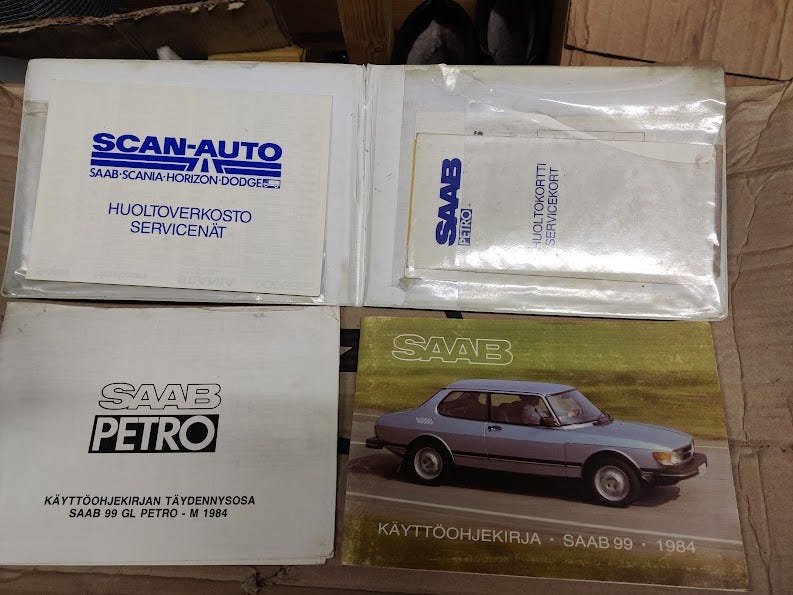 SCAN-AUTO
SAAB·SCANIA·HORIZON·DODGE
HUOLTOVERKOSTO
SERVICENÄT
SAAB
PETRO
HUOLTOKORTTI
SERVICEKORT
SAAB
PETRO
KÄYTTÖOHJEKIRJAN TÄYDENNYSOSA
SAAB 99 GL PETRO - M 1984
SAAB
KÄYTTÖOHJEKIRJA · SAAB 99 · 1984